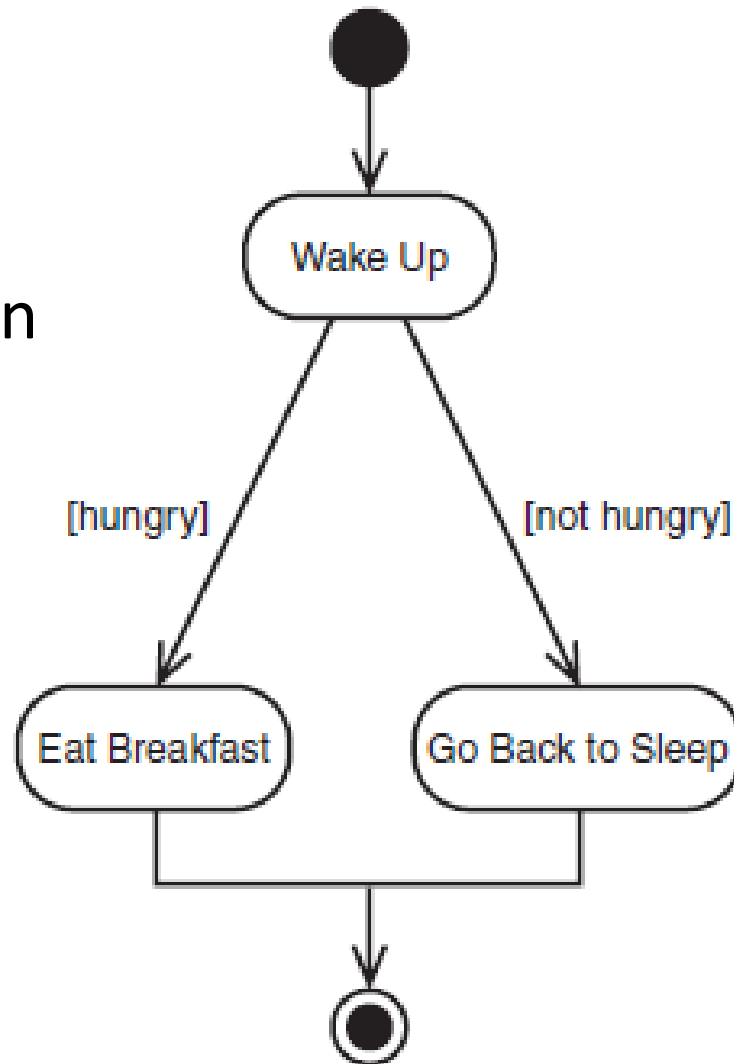 Wake Up
n
[hungry]
[not hungry]
Eat Breakfast
Go Back to Sleep